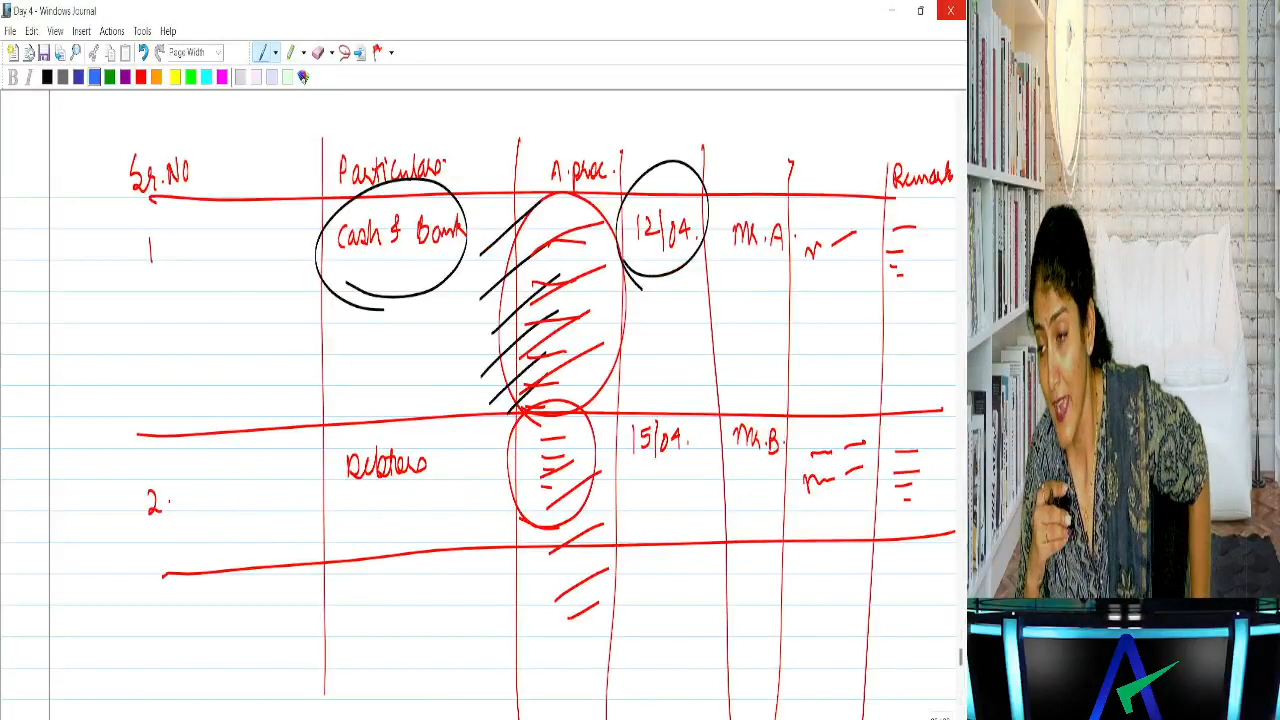 Day 4 - Windows Journal
File Edit View Insert Actions Tools Help
Page Width
B I
Sr.No Particulars A.proc. Remark
1 Cash & Bank 12/04. Mr.A.
2. Debtors 15/04. Mr.B.